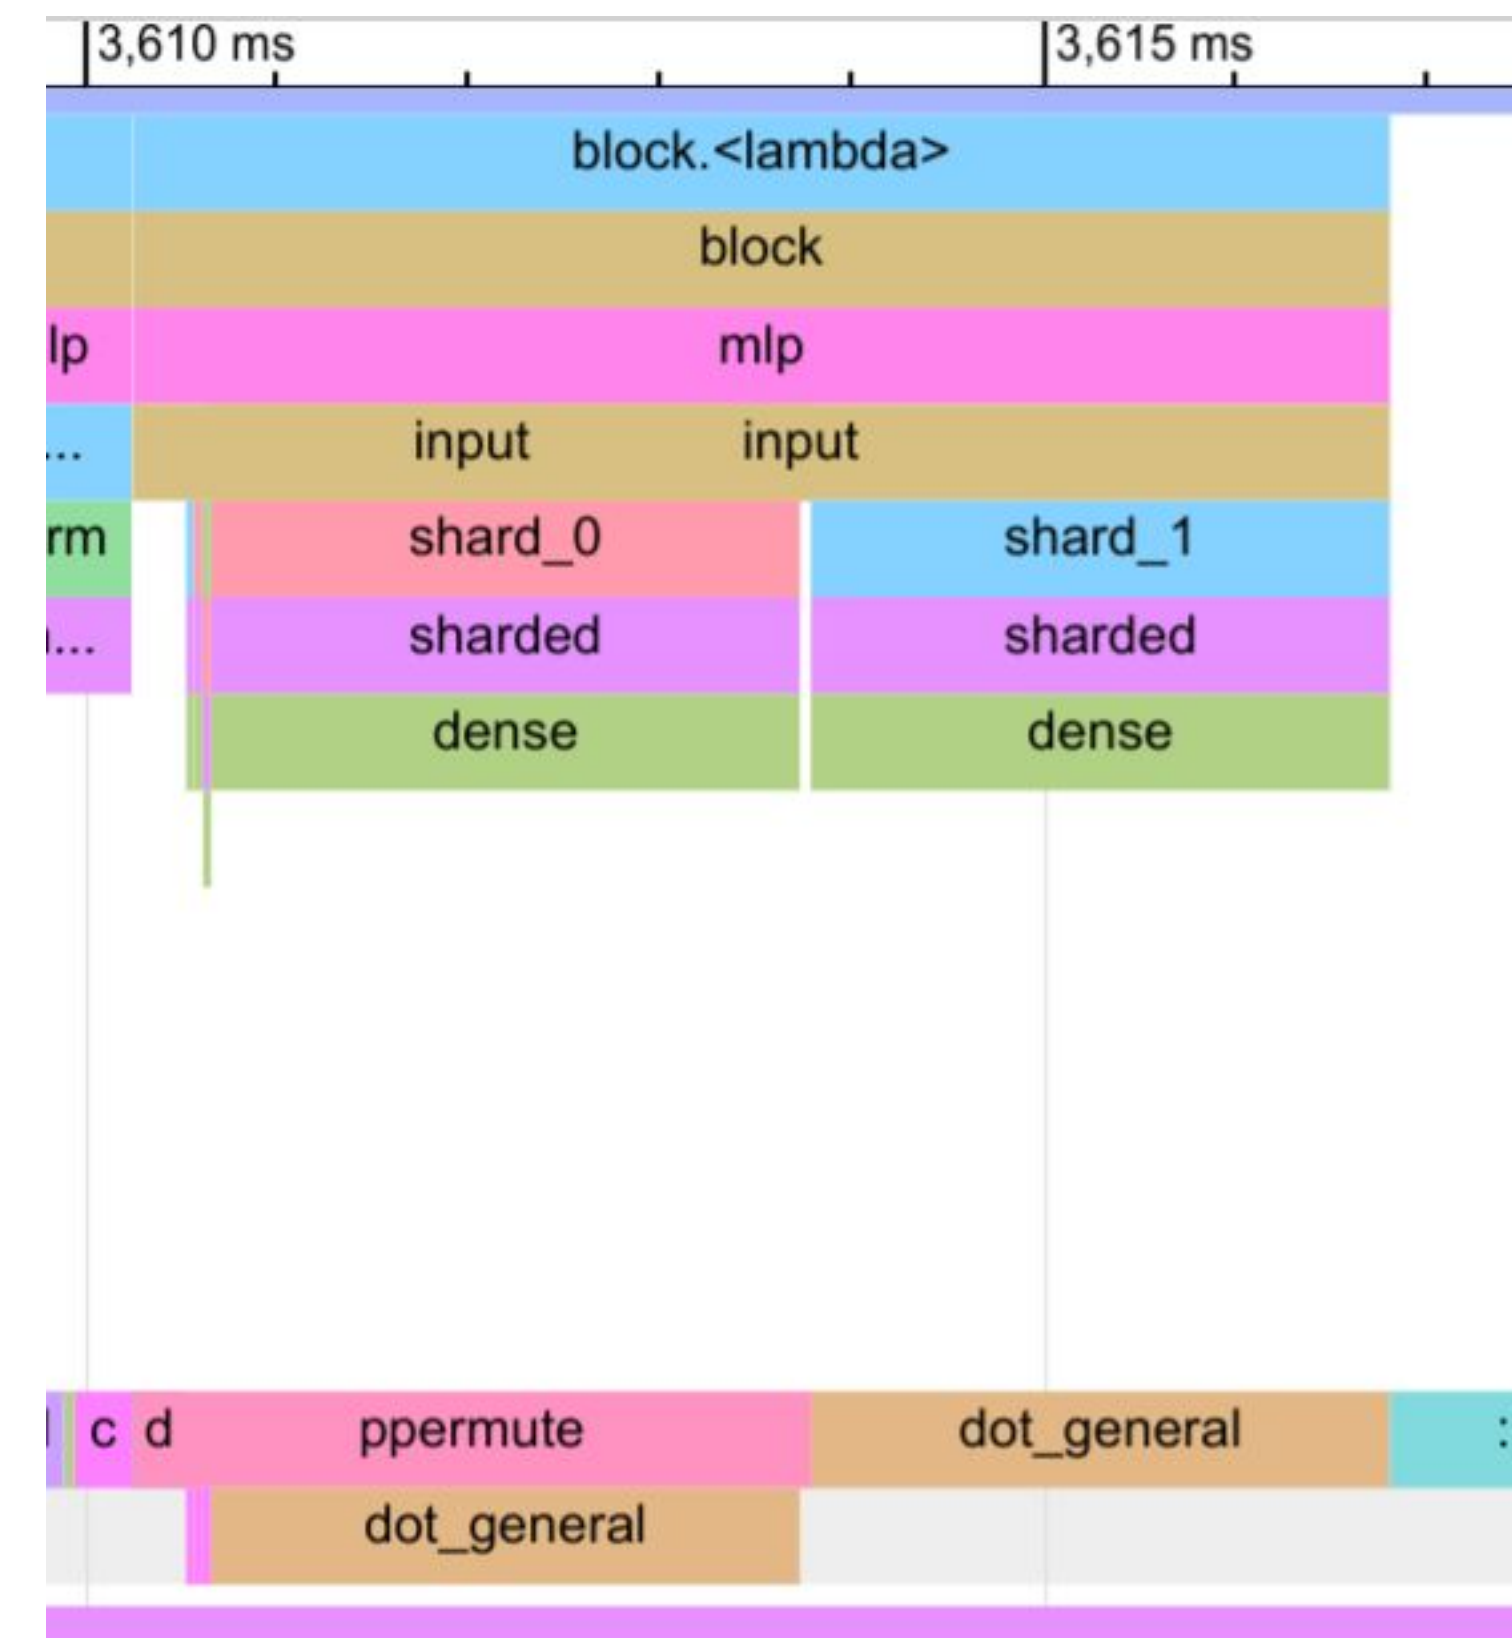 3,610 ms 3,615 ms
block.<lambda>
block
lp mlp
... input input
rm shard_0 shard_1
... sharded sharded
dense dense
c d ppermute dot_general :
dot_general